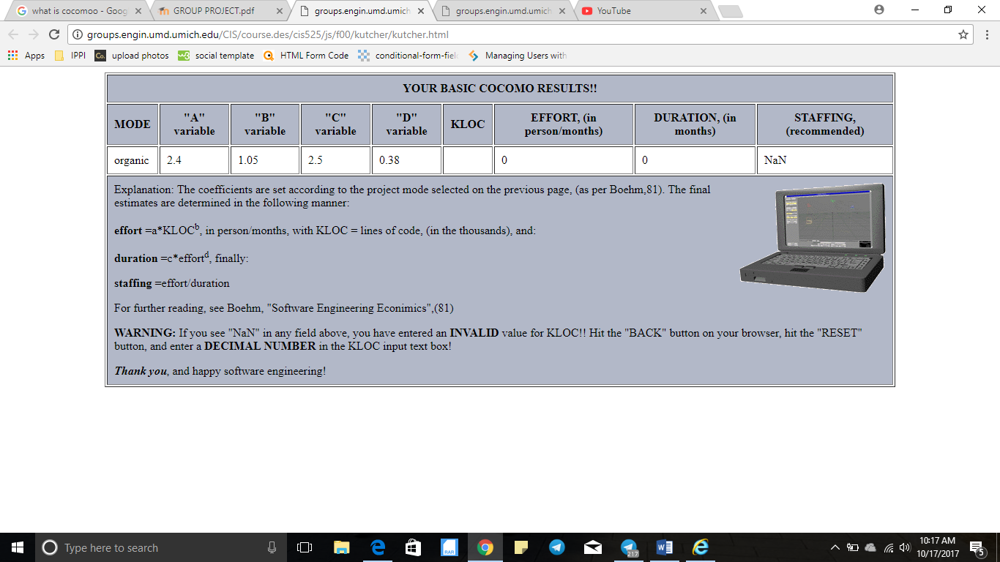 what is cocomoo - Goog
GROUP PROJECT.pdf
groups.engin.umd.umich
groups.engin.umd.umich
YouTube
groups.engin.umd.umich.edu/CIS/course.des/cis525/js/f00/kutcher/kutcher.html
Apps IPPI Co. upload photos w3 social template HTML Form Code conditional-form-fiel Managing Users with
YOUR BASIC COCOMO RESULTS!!
MODE "A" variable "B" variable "C" variable "D" variable KLOC EFFORT, (in person/months) DURATION, (in months) STAFFING, (recommended)
organic 2.4 1.05 2.5 0.38 0 0 NaN
Explanation: The coefficients are set according to the project mode selected on the previous page, (as per Boehm,81). The final
estimates are determined in the following manner:
effort =a*KLOCb, in person/months, with KLOC = lines of code, (in the thousands), and:
duration =c*effortd, finally:
staffing =effort/duration
For further reading, see Boehm, "Software Engineering Econimics",(81)
WARNING: If you see "NaN" in any field above, you have entered an INVALID value for KLOC!! Hit the "BACK" button on your browser, hit the "RESET"
button, and enter a DECIMAL NUMBER in the KLOC input text box!
Thank you, and happy software engineering!
Type here to search
RAR
217
10:17 AM
10/17/2017
5